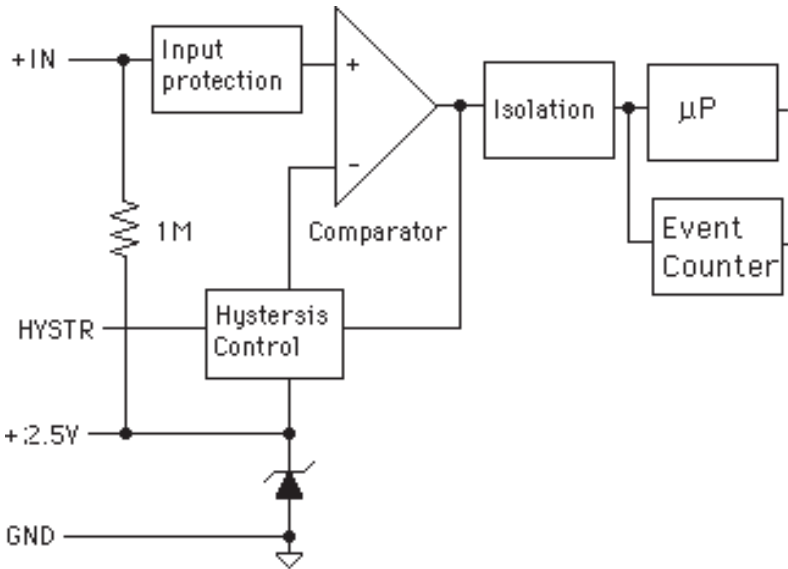 +IN
Input
protection
+
-
Comparator
Isolation
μP
Event
Counter
1M
HYSTR
Hystersis
Control
+:2.5V
GND